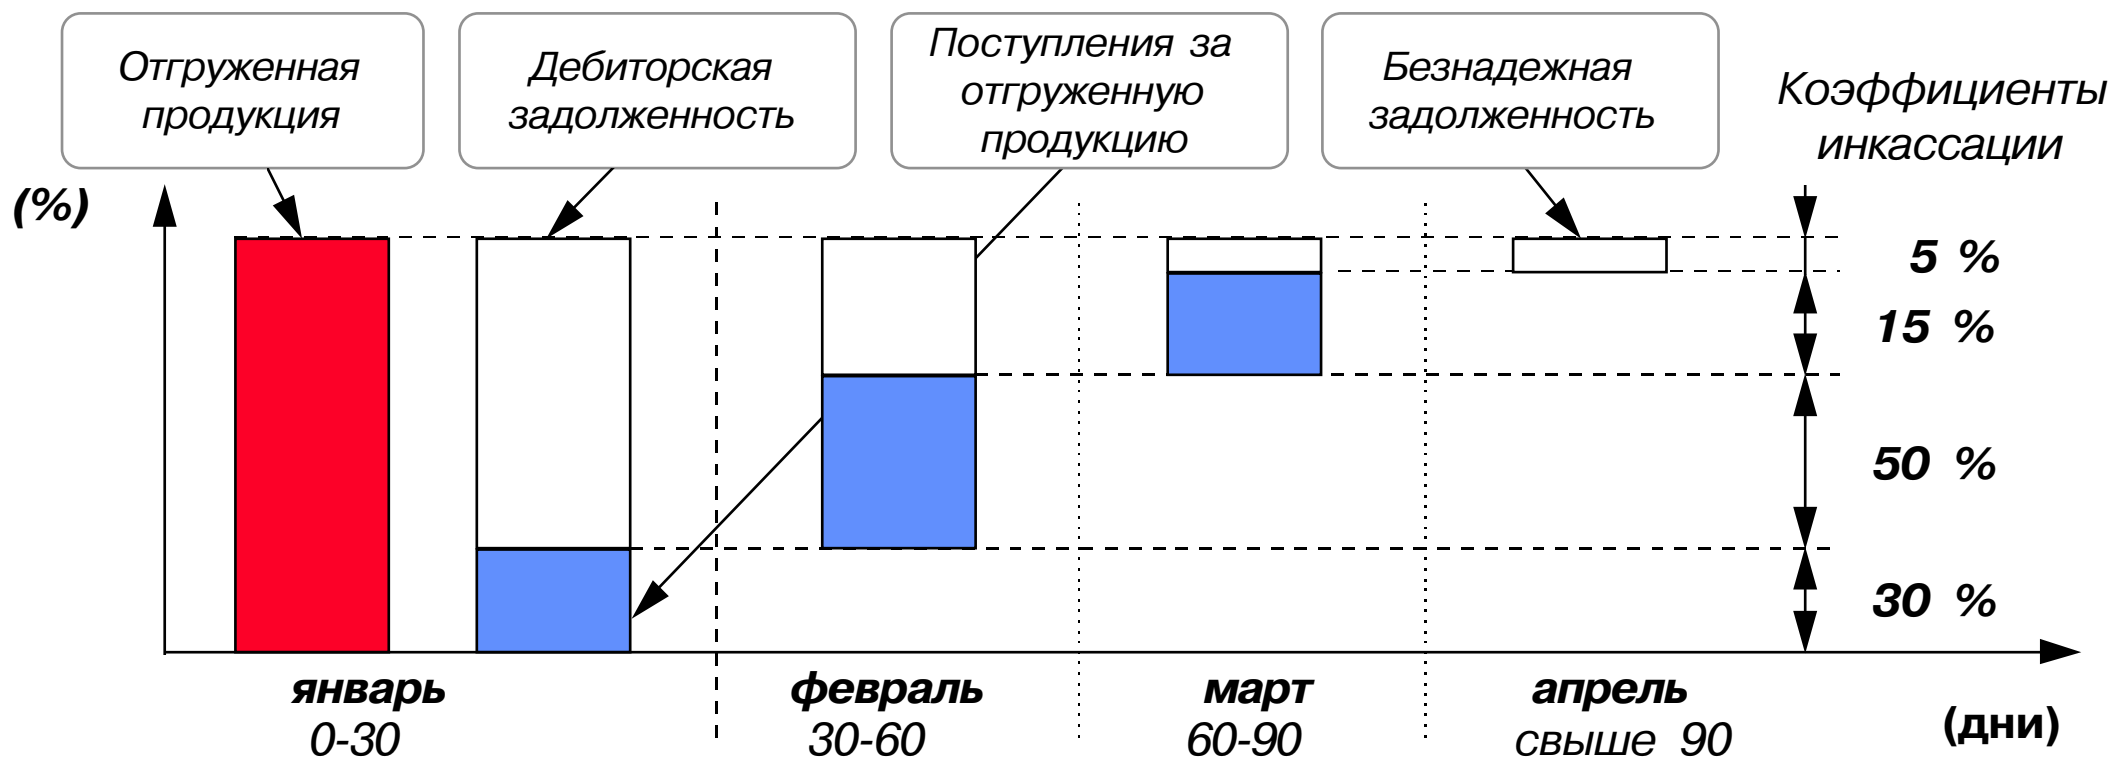 Отгруженная
продукция
Дебиторская
задолженность
Поступления за
отгруженную
продукцию
Безнадежная
задолженность
Коэффициенты
инкассации
(%)
5 %
15 %
50 %
30 %
январь
0-30
февраль
30-60
март
60-90
апрель
свыше 90
(дни)